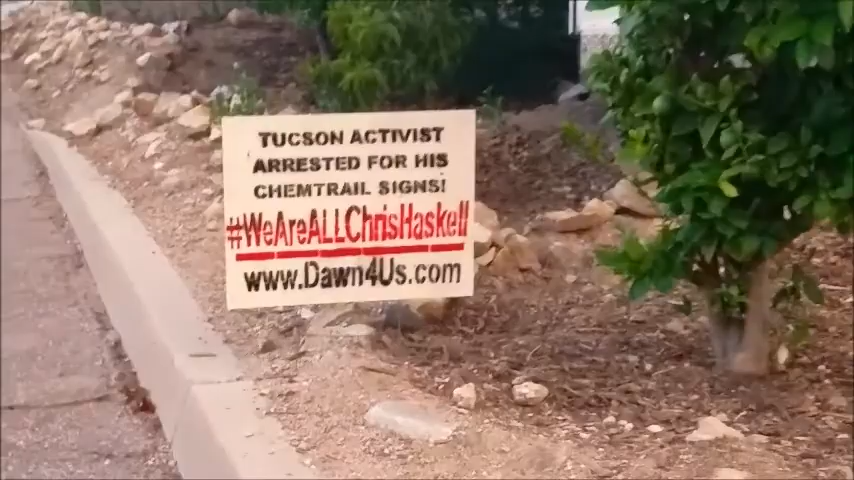 TUCSON ACTIVIST
ARRESTED FOR HIS
CHEMTRAIL SIGNS!
#WeAreALLChrisHaskell
www.Dawn4Us.com